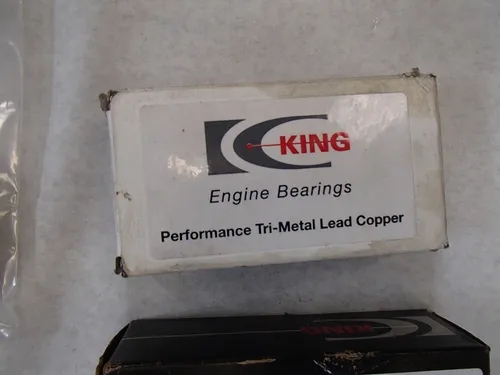 KING
Engine Bearings
Performance Tri-Metal Lead Copper
KING